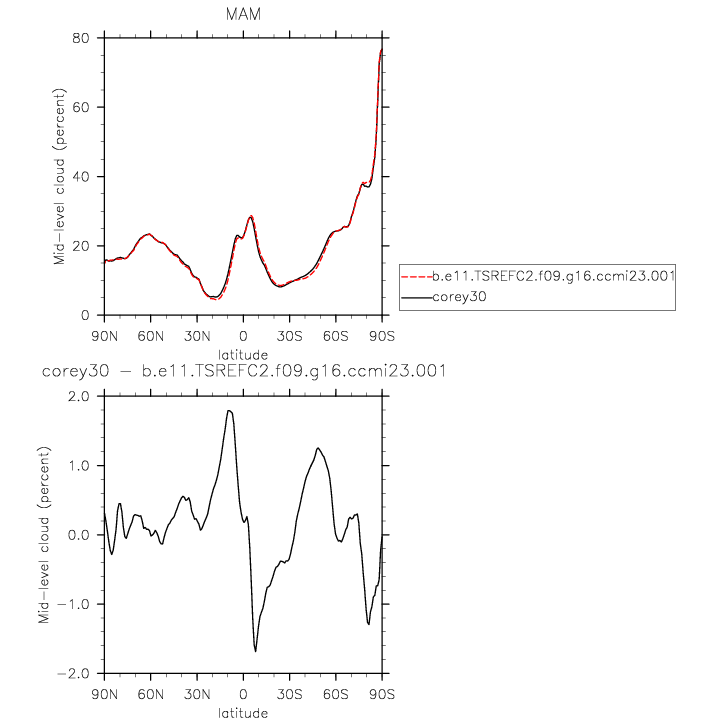 MAM
Mid-level cloud (percent)
80
60
40
20
0
90N 60N 30N 0 30S 60S 90S
latitude
b.e11.TSREFC2.f09.g16.ccmi23.001
corey30
corey30 - b.e11.TSREFC2.f09.g16.ccmi23.001
Mid-level cloud (percent)
2.0
1.0
0.0
-1.0
-2.0
90N 60N 30N 0 30S 60S 90S
latitude